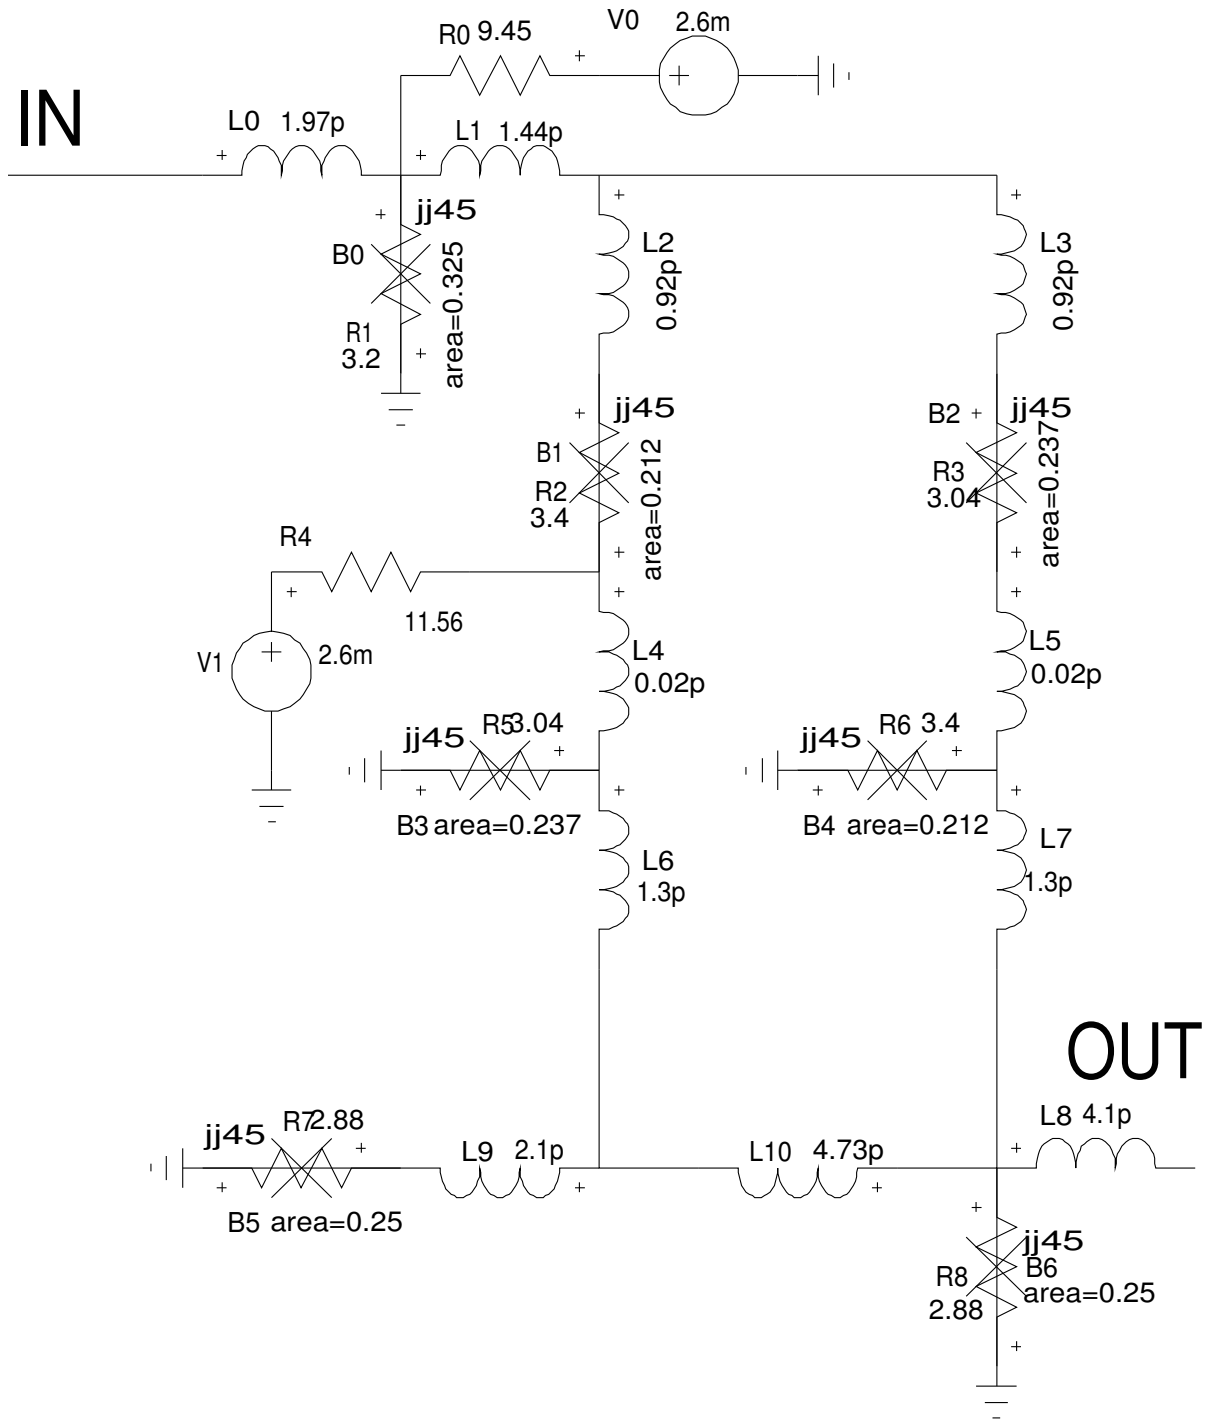 V0 2.6m
R0 9.45
IN
L0 1.97p
L1 1.44p
jj45
B0
area=0.325
R1
3.2
L2
0.92p
L3
0.92p
jj45
B1
area=0.212
R2
3.4
B2
jj45
area=0.237
R3
3.04
R4
11.56
V1
2.6m
L4
0.02p
L5
0.02p
jj45
R5 3.04
B3 area=0.237
jj45
R6 3.4
B4 area=0.212
L6
1.3p
L7
1.3p
OUT
L8 4.1p
jj45
R7 2.88
B5 area=0.25
L9 2.1p
L10 4.73p
jj45
B6
area=0.25
R8
2.88